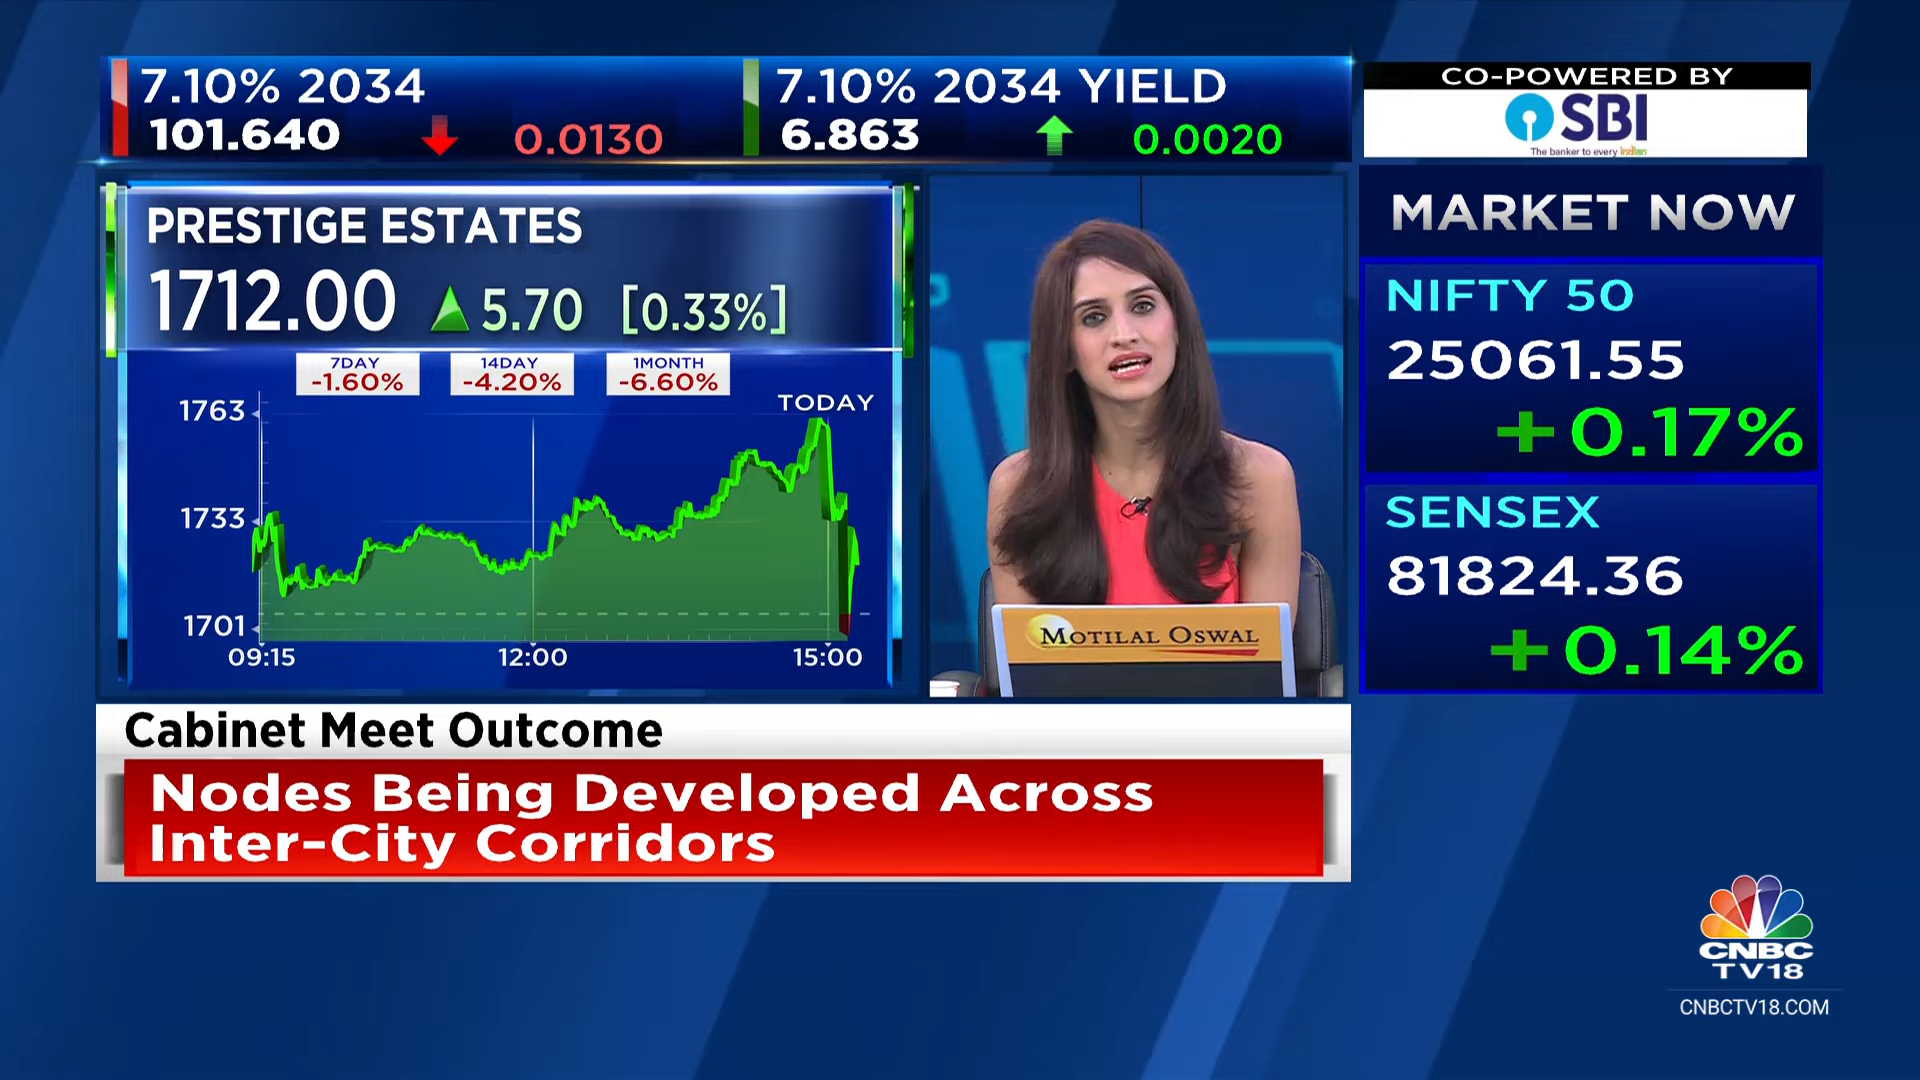 7.10% 2034
101.640 0.0130
7.10% 2034 YIELD
6.863 0.0020
CO-POWERED BY
SBI
The banker to every Indian
PRESTIGE ESTATES
1712.00 5.70 [0.33%]
7DAY
-1.60%
14DAY
-4.20%
1MONTH
-6.60%
TODAY
1763
1733
1701
09:15 12:00 15:00
MOTILAL OSWAL
MARKET NOW
NIFTY 50
25061.55
+0.17%
SENSEX
81824.36
+0.14%
Cabinet Meet Outcome
Nodes Being Developed Across
Inter-City Corridors
CNBC
TV18
CNBCTV18.COM